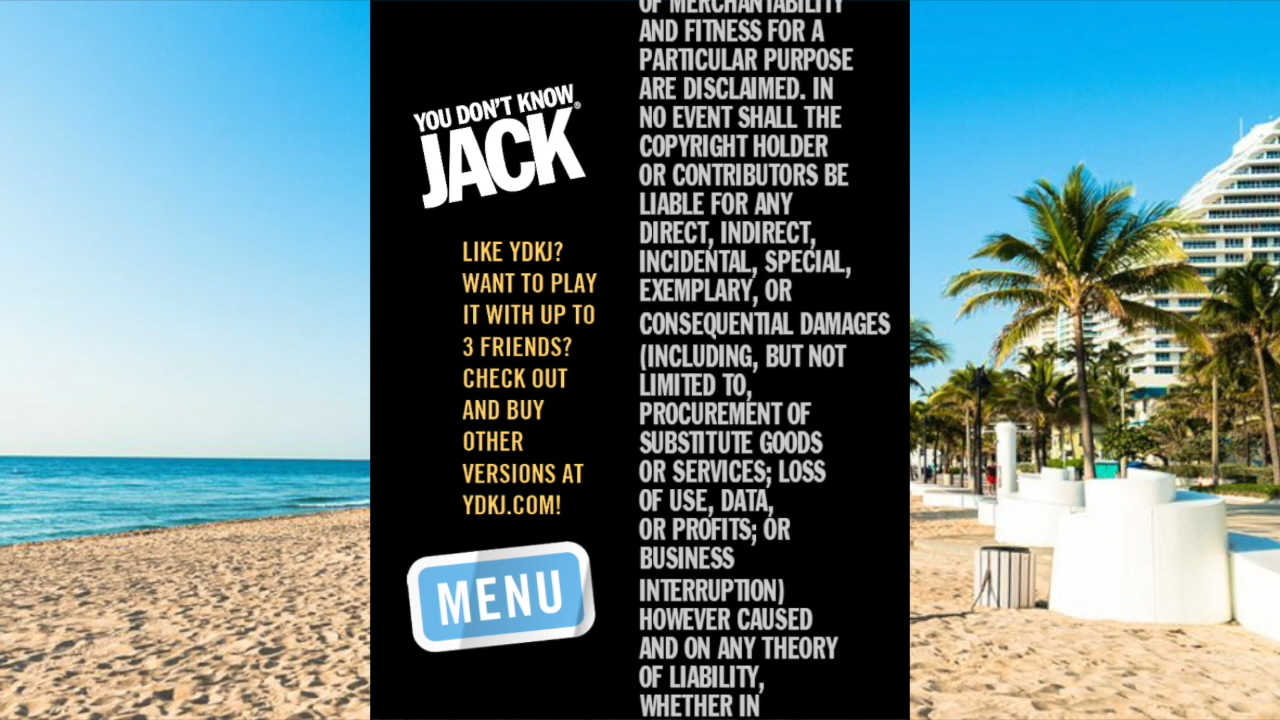 YOU DON'T KNOW
JACK®
LIKE YDKJ?
WANT TO PLAY
IT WITH UP TO
3 FRIENDS?
CHECK OUT
AND BUY
OTHER
VERSIONS AT
YDKJ.COM!
MENU
OF MERCHANTABILITY
AND FITNESS FOR A
PARTICULAR PURPOSE
ARE DISCLAIMED. IN
NO EVENT SHALL THE
COPYRIGHT HOLDER
OR CONTRIBUTORS BE
LIABLE FOR ANY
DIRECT, INDIRECT,
INCIDENTAL, SPECIAL,
EXEMPLARY, OR
CONSEQUENTIAL DAMAGES
(INCLUDING, BUT NOT
LIMITED TO,
PROCUREMENT OF
SUBSTITUTE GOODS
OR SERVICES; LOSS
OF USE, DATA,
OR PROFITS; OR
BUSINESS
INTERRUPTION)
HOWEVER CAUSED
AND ON ANY THEORY
OF LIABILITY,
WHETHER IN